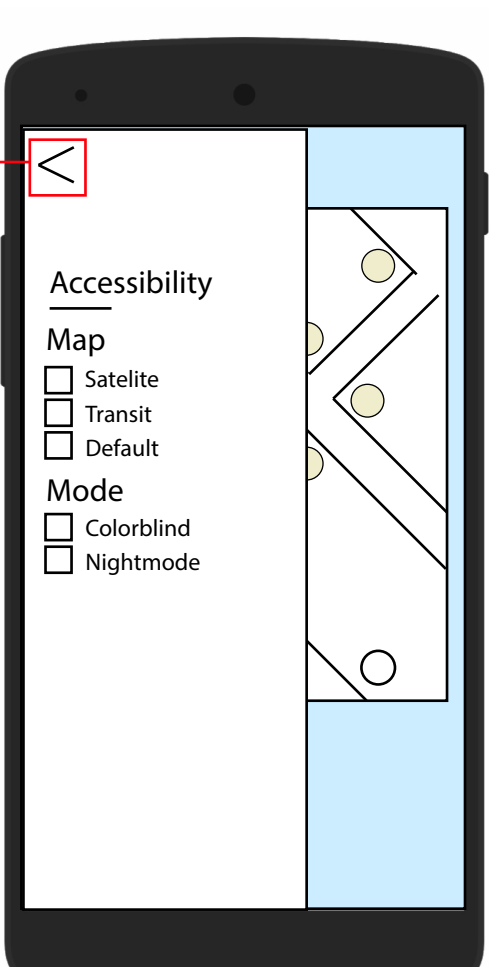 Accessibility
Map
Satelite
Transit
Default
Mode
Colorblind
Nightmode